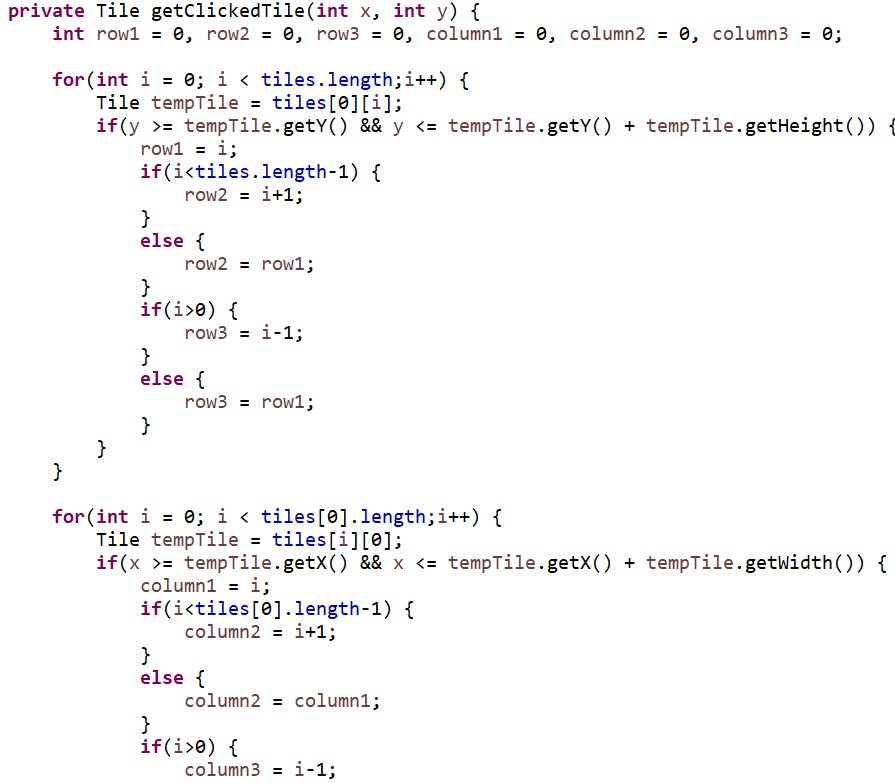 private Tile getClickedTile(int x, int y) {
    int row1 = 0, row2 = 0, row3 = 0, column1 = 0, column2 = 0, column3 = 0;

    for(int i = 0; i < tiles.length;i++) {
        Tile tempTile = tiles[0][i];
        if(y >= tempTile.getY() && y <= tempTile.getY() + tempTile.getHeight()) {
            row1 = i;
            if(i<tiles.length-1) {
                row2 = i+1;
            }
            else {
                row2 = row1;
            }
            if(i>0) {
                row3 = i-1;
            }
            else {
                row3 = row1;
            }
        }
    }

    for(int i = 0; i < tiles[0].length;i++) {
        Tile tempTile = tiles[i][0];
        if(x >= tempTile.getX() && x <= tempTile.getX() + tempTile.getWidth()) {
            column1 = i;
            if(i<tiles[0].length-1) {
                column2 = i+1;
            }
            else {
                column2 = column1;
            }
            if(i>0) {
                column3 = i-1;